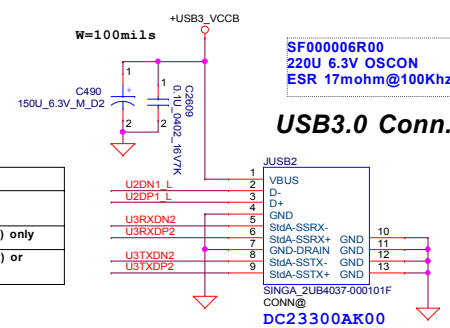 +USB3_VCCB
W=100mils
SF000006R00
220U 6.3V OSCON
ESR 17mohm@100Khz
C490
150U_6.3V_M_D2
1
+
2
1
2
C2609
0.1U_0402_16V7K
USB3.0 Conn.
JUSB2
1 VBUS
U2DN1_L 2 D-
U2DP1_L 3 D+
4 GND
U3RXDN2 5 StdA-SSRX-
U3RXDP2 6 StdA-SSRX+ GND 10
7 GND-DRAIN GND 11
U3TXDN2 8 StdA-SSTX- GND 12
U3TXDP2 9 StdA-SSTX+ GND 13
SINGA_2UB4037-000101F
CONN@
DC23300AK00
) only
) or